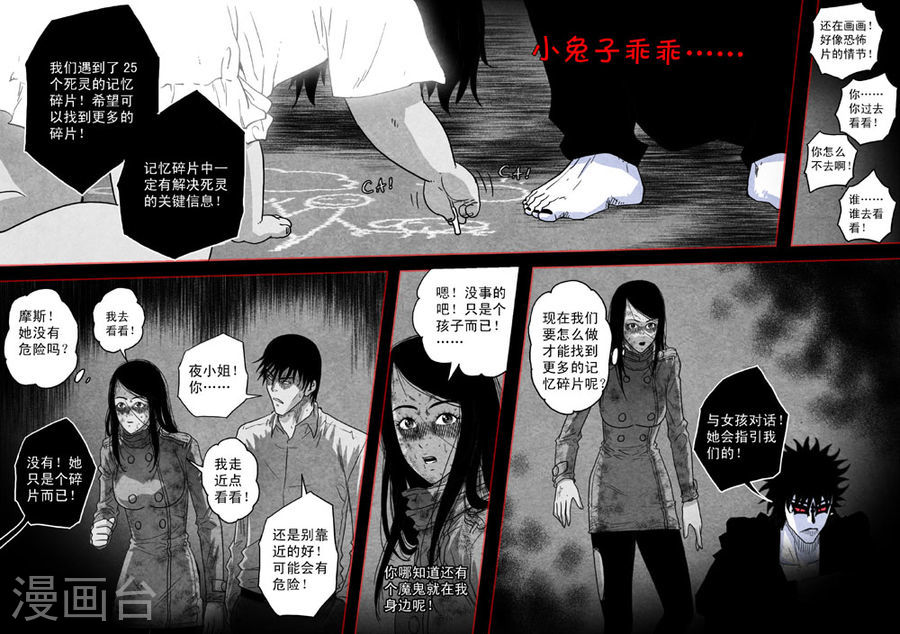 还在画画！
好像恐怖
片的情节！
你……
你过去
看看！
你怎么
不去啊！
谁……
谁去看
看！
小兔子乖乖……
CA！
CA！
我们遇到了 25
个死灵的记忆
碎片！希望可
以找到更多的
碎片！
记忆碎片中一
定有解决死灵
的关键信息！
现在我们
要怎么做
才能找到
更多的记
忆碎片呢？
与女孩对话！
她会指引我
们的！
嗯！没事的
吧！只是个
孩子而已！
……
你哪知道还有
个魔鬼就在我
身边呢！
夜小姐！
你……
我走
近点
看看！
还是别靠
近的好！
可能会有
危险！
我去
看看！
摩斯！
她没有
危险吗？
没有！她
只是个碎
片而已！
漫画台